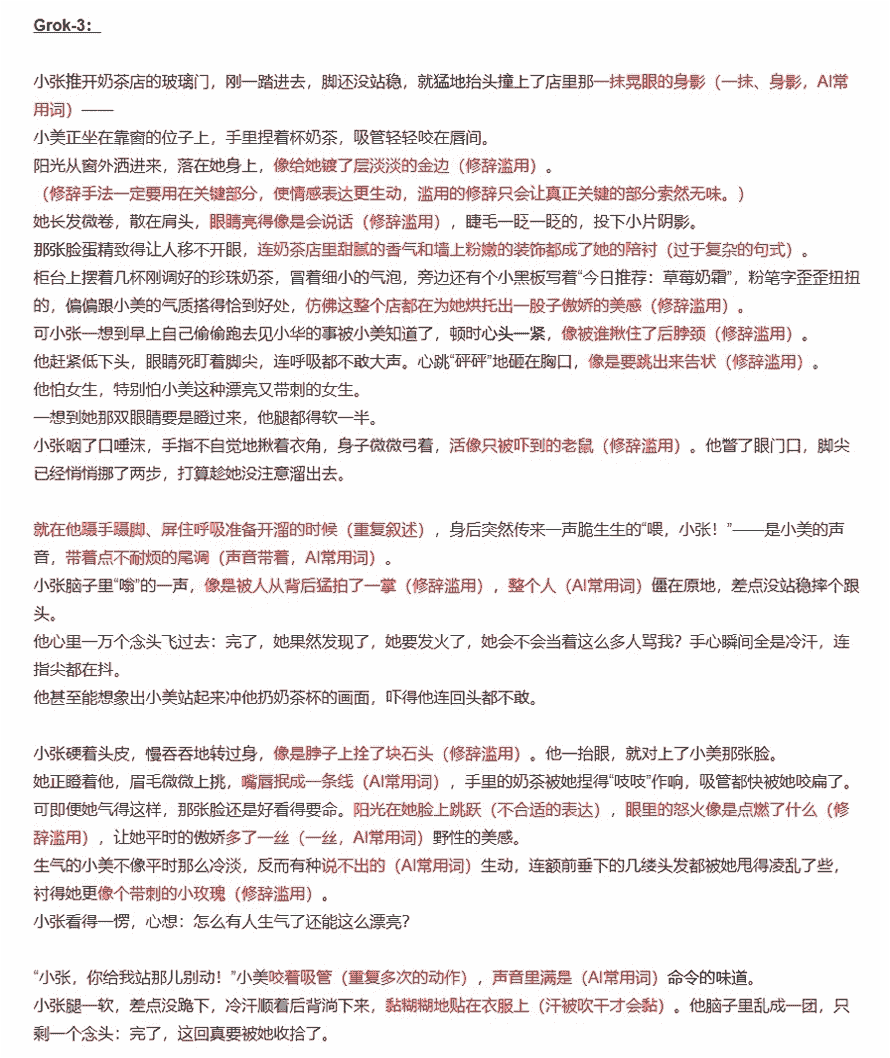 Grok-3：
小张推开奶茶店的玻璃门，刚一踏进去，脚还没站稳，就猛地抬头撞上了店里那一抹晃眼的身影（一抹、身影，AI常
用词）——
小美正坐在靠窗的位子上，手里捏着杯奶茶，吸管轻轻咬在唇间。
阳光从窗外洒进来，落在她身上，像给她镀了层淡淡的金边（修辞滥用）。
（修辞手法一定要用在关键部分，使情感表达更生动，滥用的修辞只会让真正关键的部分索然无味。）
她长发微卷，散在肩头，眼睛亮得像是会说话（修辞滥用），睫毛一眨一眨的，投下小片阴影。
那张脸蛋精致得让人移不开眼，连奶茶店里甜腻的香气和墙上粉嫩的装饰都成了她的陪衬（过于复杂的句式）。
柜台上摆着几杯刚调好的珍珠奶茶，冒着细小的气泡，旁边还有个小黑板写着“今日推荐：草莓奶霜”，粉笔字歪歪扭扭
的，偏偏跟小美的气质搭得恰到好处，仿佛这整个店都在为她烘托出一股子傲娇的美感（修辞滥用）。
可小张一想到早上自己偷偷跑去见小华的事被小美知道了，顿时心头一紧，像被谁揪住了后脖颈（修辞滥用）。
他赶紧低下头，眼睛死盯着脚尖，连呼吸都不敢大声。心跳“砰砰”地砸在胸口，像是要跳出来告状（修辞滥用）。
他怕女生，特别怕小美这种漂亮又带刺的女生。
一想到她那双眼睛要是瞪过来，他腿都得软一半。
小张咽了口唾沫，手指不自觉地揪着衣角，身子微微弓着，活像只被吓到的老鼠（修辞滥用）。他瞥了眼门口，脚尖
已经悄悄挪了两步，打算趁她没注意溜出去。
就在他蹑手蹑脚、屏住呼吸准备开溜的时候（重复叙述），身后突然传来一声脆生生的“喂，小张！”——是小美的声
音，带着点不耐烦的尾调（声音带着，AI常用词）。
小张脑子里“嗡”的一声，像是被人从背后猛拍了一掌（修辞滥用），整个人（AI常用词）僵在原地，差点没站稳摔个跟
头。
他心里一万个念头飞过去：完了，她果然发现了，她要发火了，她会不会当着这么多人骂我？手心瞬间全是冷汗，连
指尖都在抖。
他甚至能想象出小美站起来冲他扔奶茶杯的画面，吓得他连回头都不敢。
小张硬着头皮，慢吞吞地转过身，像是脖子上拴了块石头（修辞滥用）。他一抬眼，就对上了小美那张脸。
她正瞪着他，眉毛微微上挑，嘴唇抿成一条线（AI常用词），手里的奶茶被她捏得“吱吱”作响，吸管都快被她咬扁了。
可即便她气得这样，那张脸还是好看得要命。阳光在她脸上跳跃（不合适的表达），眼里的怒火像是点燃了什么（修
辞滥用），让她平时的傲娇多了一丝（一丝，AI常用词）野性的美感。
生气的小美不像平时那么冷淡，反而有种说不出的（AI常用词）生动，连额前垂下的几缕头发都被她甩得凌乱了些，
衬得她更像个带刺的小玫瑰（修辞滥用）。
小张看得一愣，心想：怎么有人生气了还能这么漂亮？
“小张，你给我站那儿别动！”小美咬着吸管（重复多次的动作），声音里满是（AI常用词）命令的味道。
小张腿一软，差点没跪下，冷汗顺着后背淌下来，黏糊糊地贴在衣服上（汗被吹干才会黏）。他脑子里乱成一团，只
剩一个念头：完了，这回真要被她收拾了。